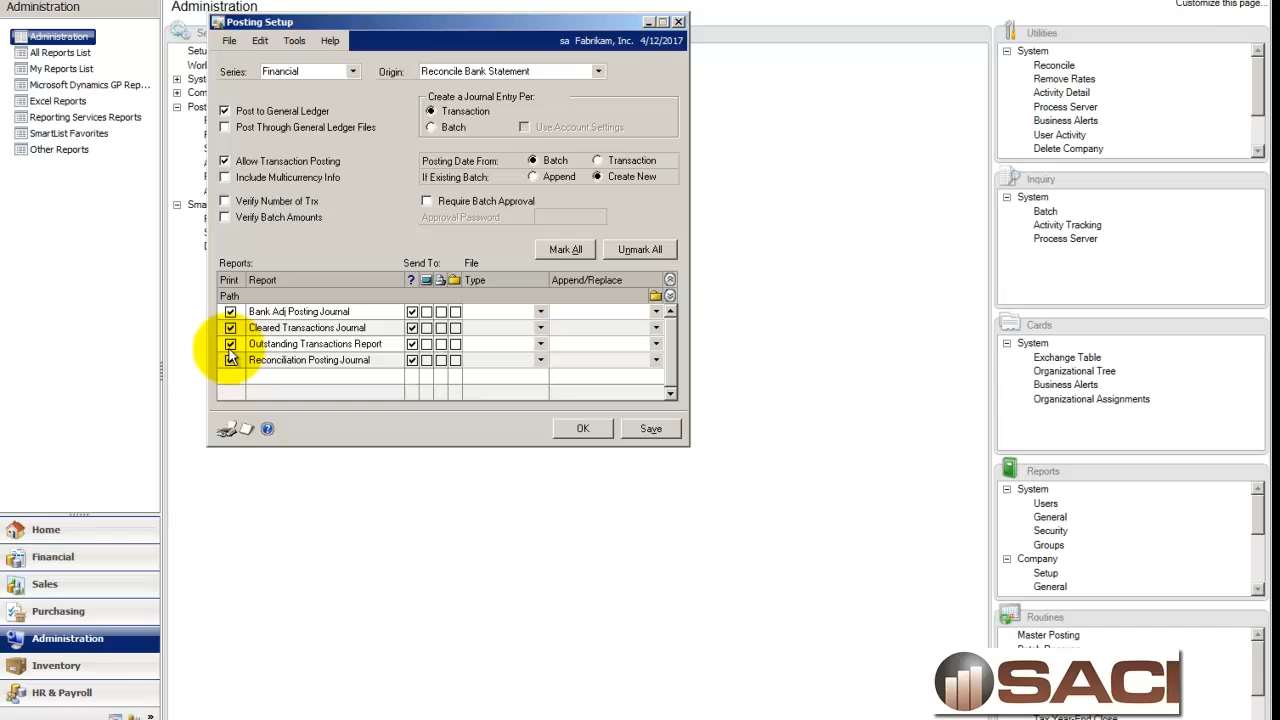 Administration
Administration
All Reports List
My Reports List
Microsoft Dynamics GP Rep...
Excel Reports
Reporting Services Reports
SmartList Favorites
Other Reports
Home
Financial
Sales
Purchasing
Administration
Inventory
HR & Payroll
»
Administration
Customize this page...
Posting Setup
File Edit Tools Help
sa Fabrikam, Inc. 4/12/2017
Series: Financial Origin: Reconcile Bank Statement
Post to General Ledger
Post Through General Ledger Files
Create a Journal Entry Per:
Transaction
Batch Use Account Settings
Allow Transaction Posting
Include Multicurrency Info
Posting Date From: Batch Transaction
If Existing Batch: Append Create New
Verify Number of Trx
Verify Batch Amounts
Require Batch Approval
Approval Password
Mark All Unmark All
Reports: Send To: File
Print Report ? Type Append/Replace
Path
Bank Adj Posting Journal
Cleared Transactions Journal
Outstanding Transactions Report
Reconciliation Posting Journal
OK Save
Utilities
System
Reconcile
Remove Rates
Activity Detail
Process Server
Business Alerts
User Activity
Delete Company
Inquiry
System
Batch
Activity Tracking
Process Server
Cards
System
Exchange Table
Organizational Tree
Business Alerts
Organizational Assignments
Reports
System
Users
General
Security
Groups
Company
Setup
General
Routines
Master Posting
SACI
Tax Year-End Close